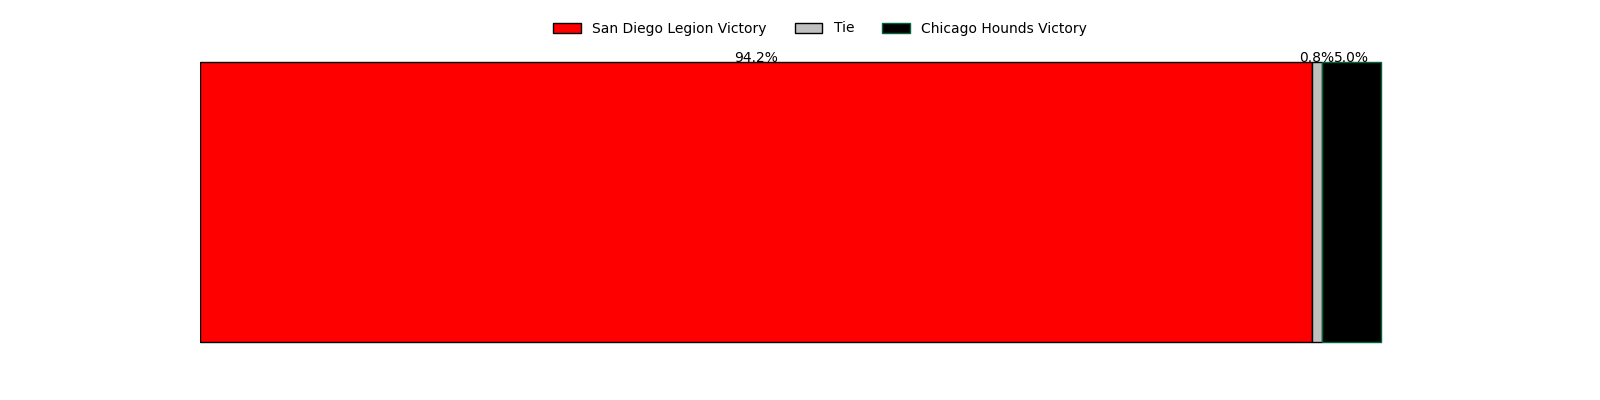 San Diego Legion Victory Tie Chicago Hounds Victory
94.2% 0.8% 5.0%